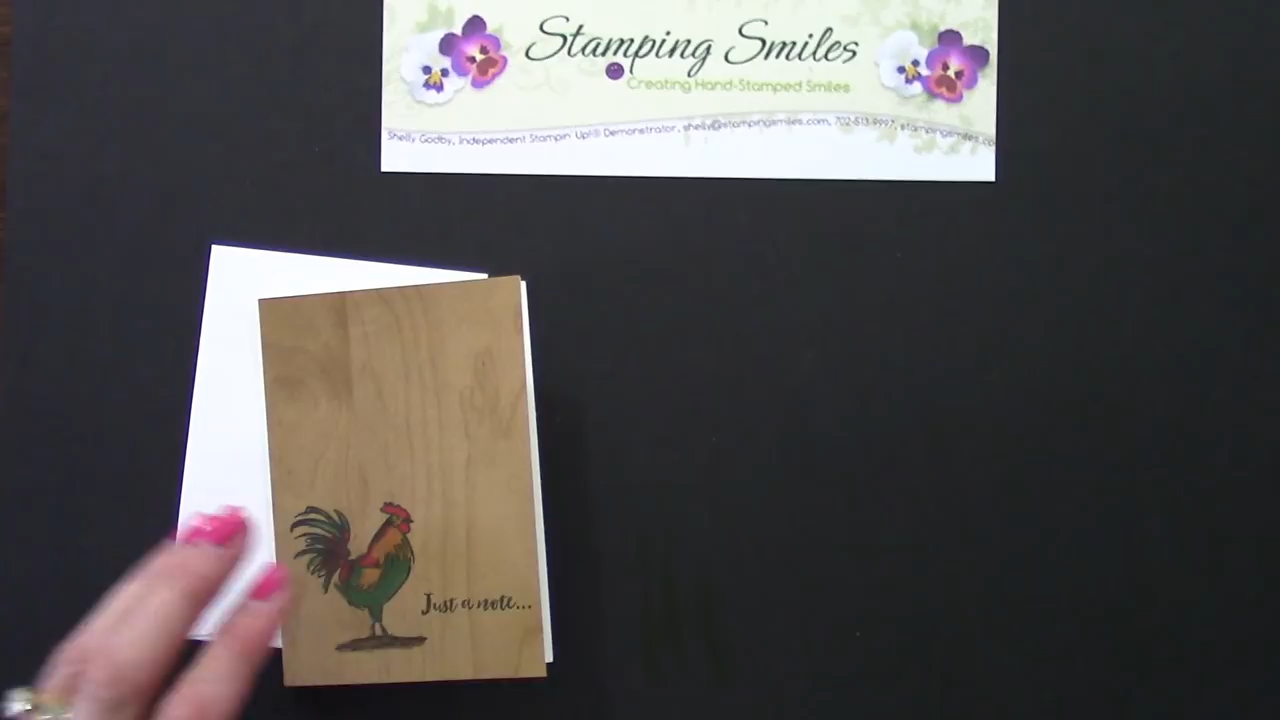 Stamping Smiles
Creating Hand-Stamped Smiles
Shelly Godby, Independent Stampin' Up!® Demonstrator, shelly@stampingsmiles.com, 702-513-9997, stampingsmiles.co
Just a note...